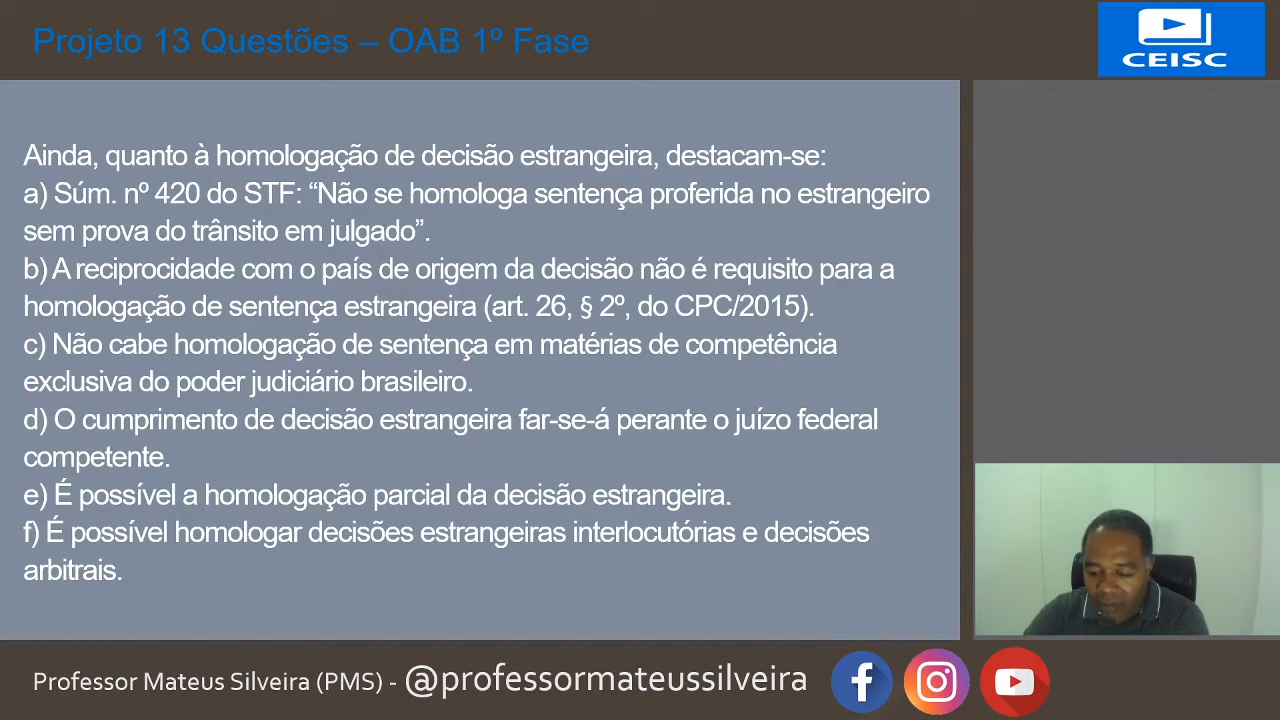 Projeto 13 Questões – OAB 1º Fase
CEISC
Ainda, quanto à homologação de decisão estrangeira, destacam-se:
a) Súm. nº 420 do STF: “Não se homologa sentença proferida no estrangeiro
sem prova do trânsito em julgado”.
b) A reciprocidade com o país de origem da decisão não é requisito para a
homologação de sentença estrangeira (art. 26, § 2º, do CPC/2015).
c) Não cabe homologação de sentença em matérias de competência
exclusiva do poder judiciário brasileiro.
d) O cumprimento de decisão estrangeira far-se-á perante o juízo federal
competente.
e) É possível a homologação parcial da decisão estrangeira.
f) É possível homologar decisões estrangeiras interlocutórias e decisões
arbitrais.
Professor Mateus Silveira (PMS) - @professormateussilveira